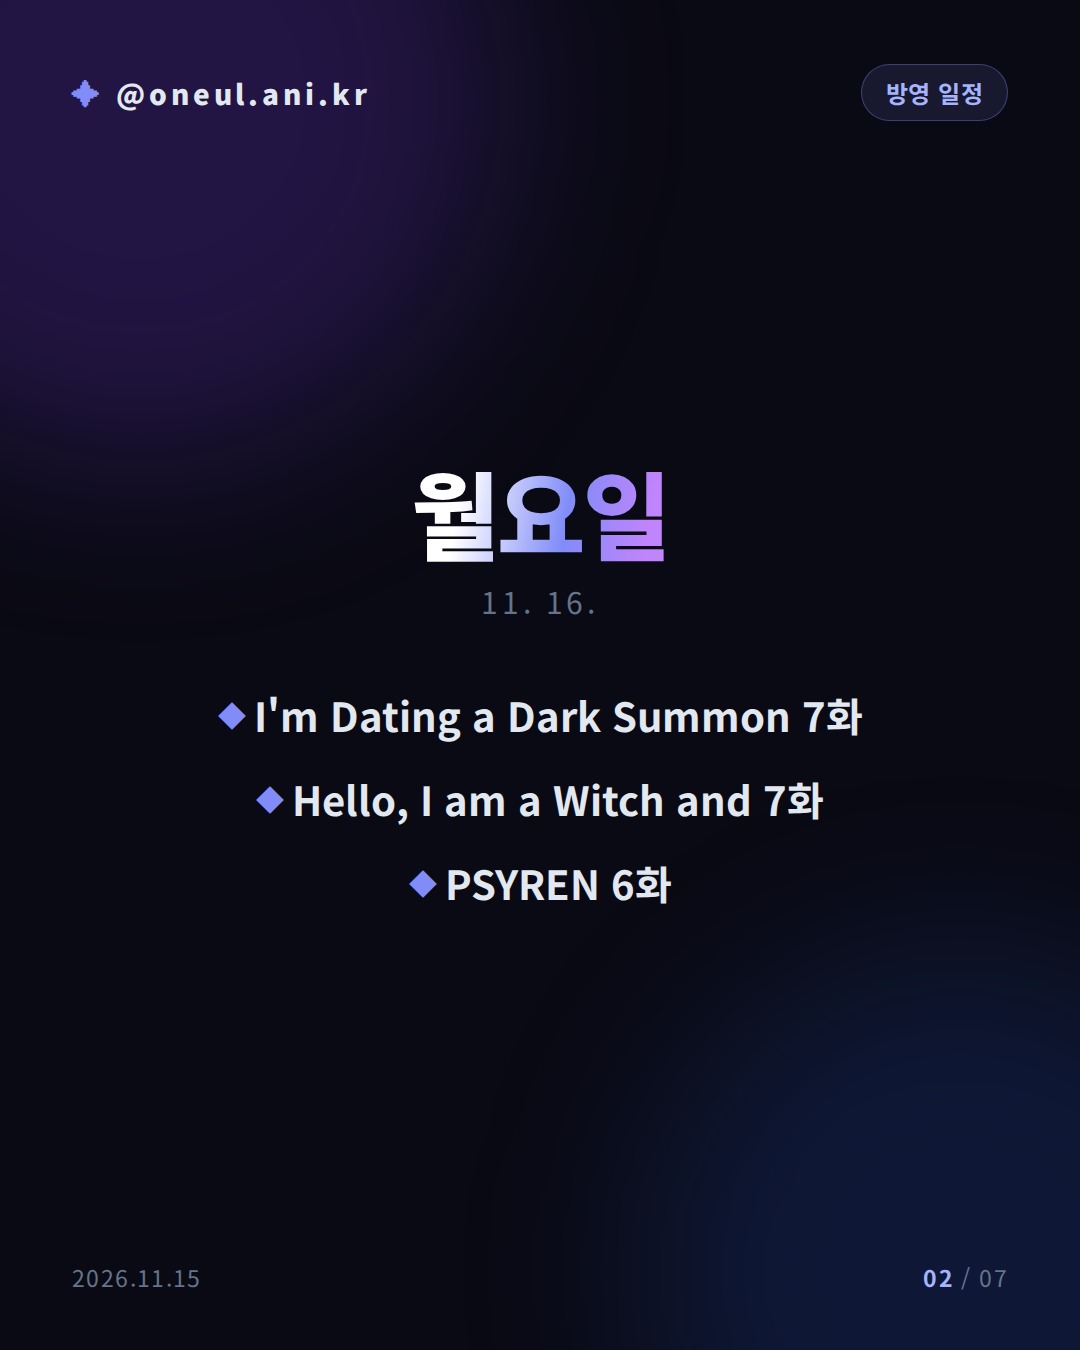 @oneul.ani.kr
방영 일정
월요일
11. 16.
◆ I'm Dating a Dark Summon 7화
◆ Hello, I am a Witch and 7화
◆ PSYREN 6화
2026.11.15
02 / 07